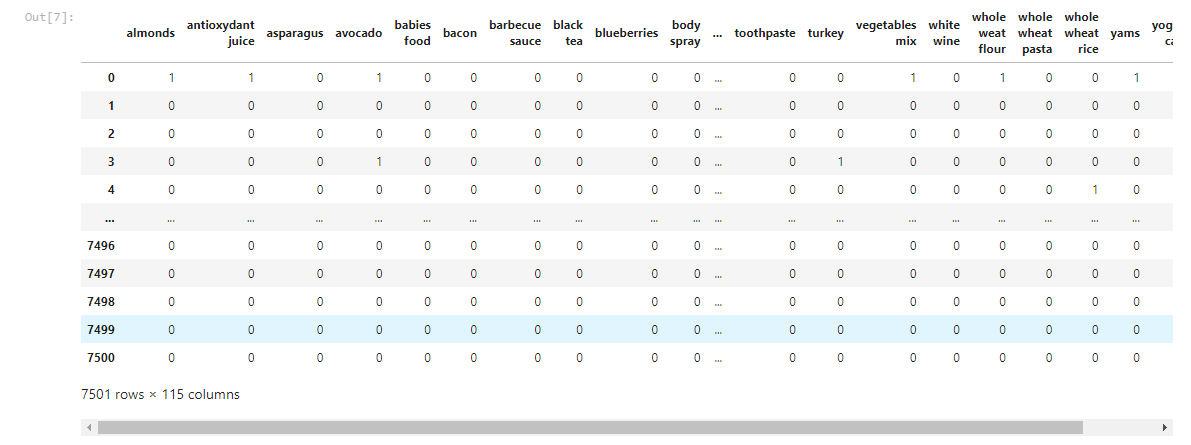 Out[7]:
almonds antioxydant juice asparagus avocado babies food bacon barbecue sauce black tea blueberries body spray ... toothpaste turkey vegetables mix white wine whole weat flour whole wheat pasta whole wheat rice yams
0 1 1 0 1 0 0 0 0 0 0 ... 0 0 1 0 1 0 0 1
1 0 0 0 0 0 0 0 0 0 0 ... 0 0 0 0 0 0 0 0
2 0 0 0 0 0 0 0 0 0 0 ... 0 0 0 0 0 0 0 0
3 0 0 0 1 0 0 0 0 0 0 ... 0 1 0 0 0 0 0 0
4 0 0 0 0 0 0 0 0 0 0 ... 0 0 0 0 0 0 1 0
... ... ... ... ... ... ... ... ... ... ... ... ... ... ... ... ... ... ... ...
7496 0 0 0 0 0 0 0 0 0 0 ... 0 0 0 0 0 0 0 0
7497 0 0 0 0 0 0 0 0 0 0 ... 0 0 0 0 0 0 0 0
7498 0 0 0 0 0 0 0 0 0 0 ... 0 0 0 0 0 0 0 0
7499 0 0 0 0 0 0 0 0 0 0 ... 0 0 0 0 0 0 0 0
7500 0 0 0 0 0 0 0 0 0 0 ... 0 0 0 0 0 0 0 0
7501 rows × 115 columns